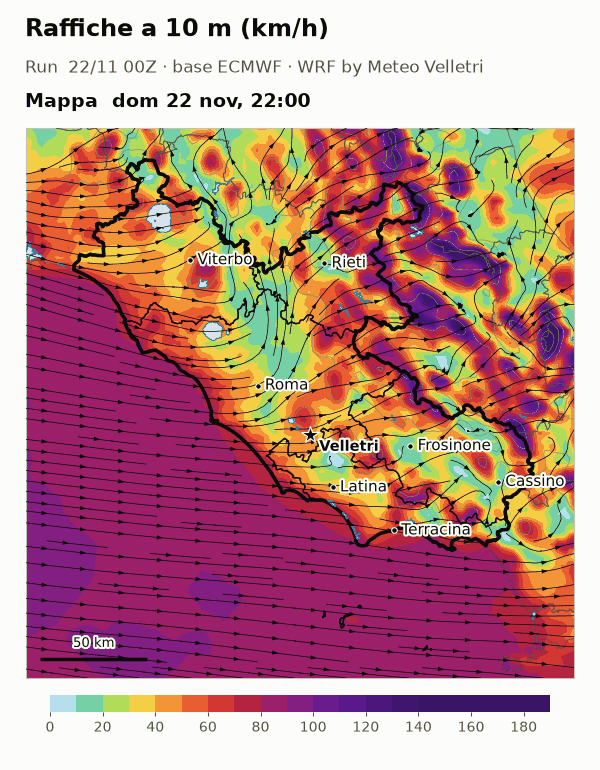 Raffiche a 10 m (km/h)
Run 22/11 00Z · base ECMWF · WRF by Meteo Velletri
Mappa dom 22 nov, 22:00
Viterbo
Rieti
Roma
Velletri
Frosinone
Cassino
Latina
Terracina
50 km
0 20 40 60 80 100 120 140 160 180